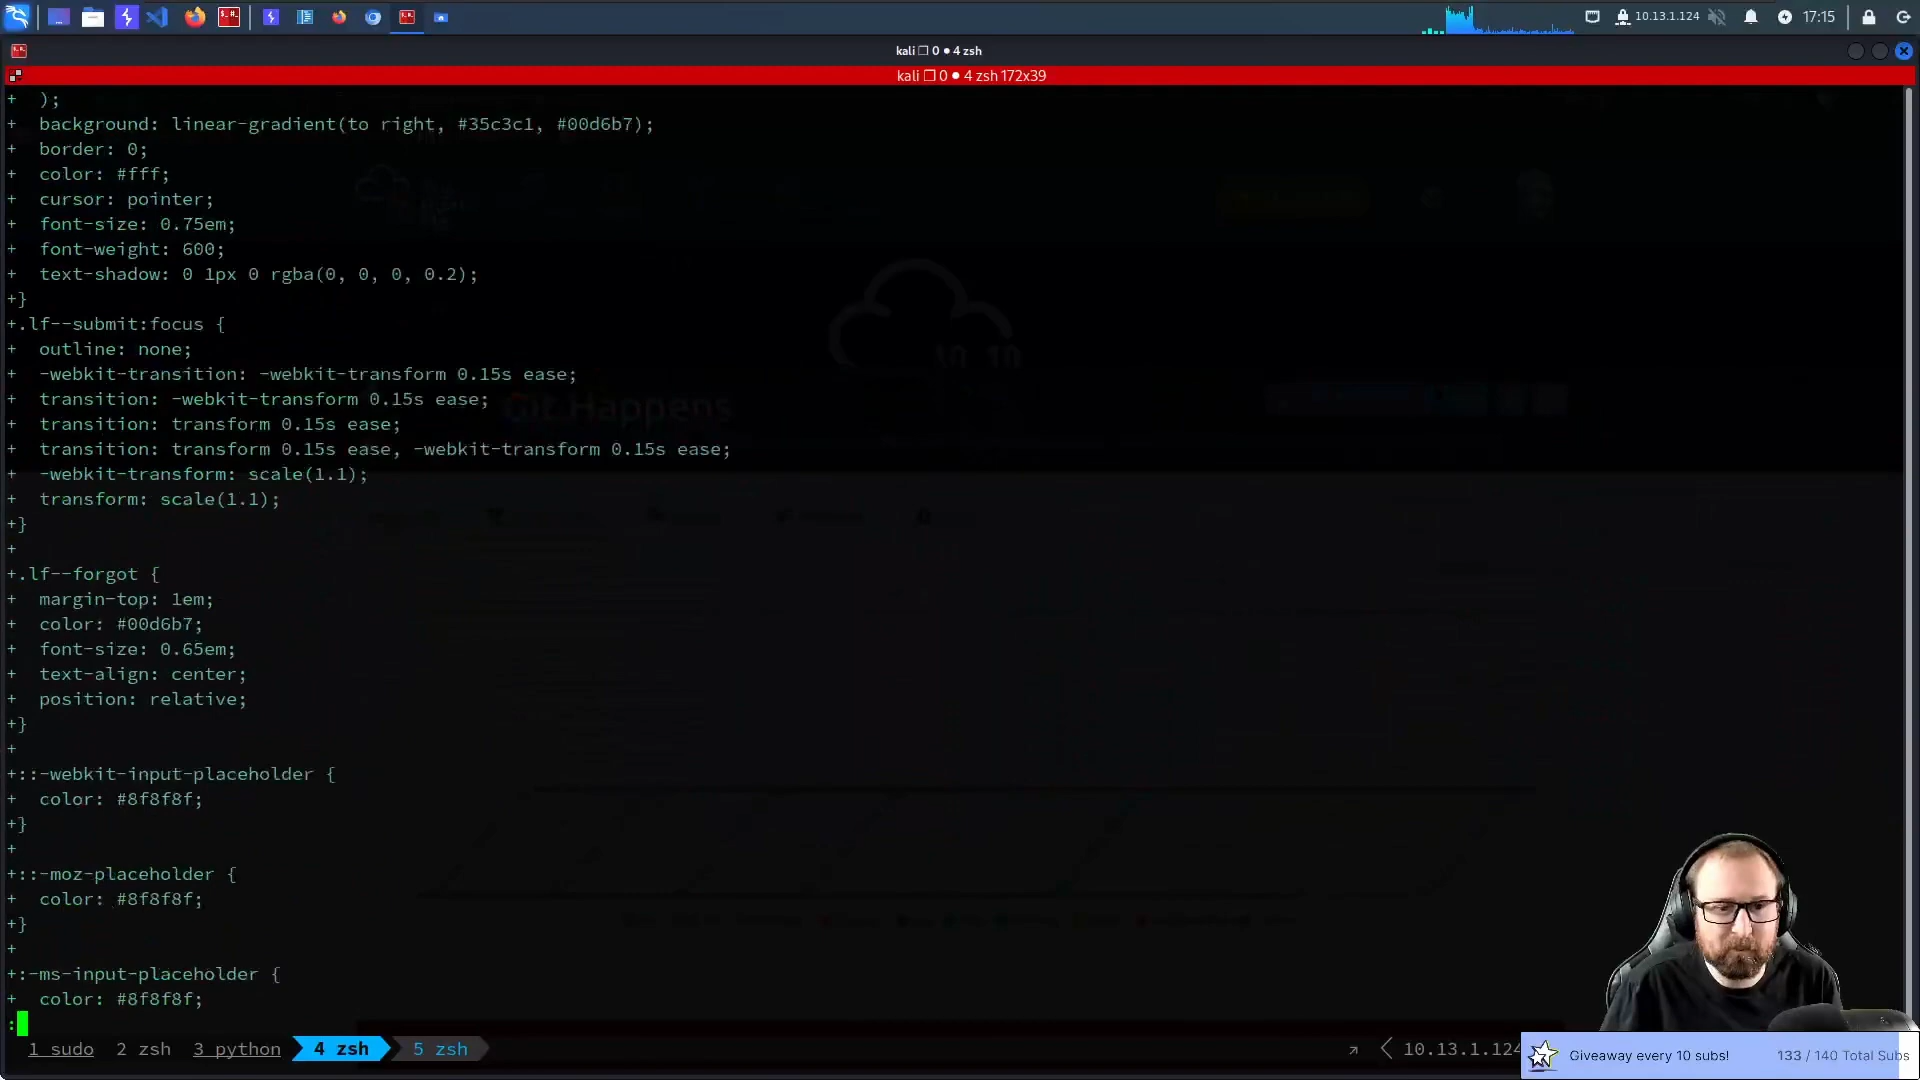 10.13.1.124
17:15
kali ❐ 0 ● 4 zsh
kali ❐ 0 ● 4 zsh 172x39
+  );
+  background: linear-gradient(to right, #35c3c1, #00d6b7);
+  border: 0;
+  color: #fff;
+  cursor: pointer;
+  font-size: 0.75em;
+  font-weight: 600;
+  text-shadow: 0 1px 0 rgba(0, 0, 0, 0.2);
+}
+.lf--submit:focus {
+  outline: none;
+  -webkit-transition: -webkit-transform 0.15s ease;
+  transition: -webkit-transform 0.15s ease;
+  transition: transform 0.15s ease;
+  transition: transform 0.15s ease, -webkit-transform 0.15s ease;
+  -webkit-transform: scale(1.1);
+  transform: scale(1.1);
+}
+
+.lf--forgot {
+  margin-top: 1em;
+  color: #00d6b7;
+  font-size: 0.65em;
+  text-align: center;
+  position: relative;
+}
+
+::-webkit-input-placeholder {
+  color: #8f8f8f;
+}
+
+::-moz-placeholder {
+  color: #8f8f8f;
+}
+
+:-ms-input-placeholder {
+  color: #8f8f8f;
:
1 sudo 2 zsh 3 python 4 zsh 5 zsh
↗ 10.13.1.124
Giveaway every 10 subs! 133 / 140 Total Subs
Git Happens